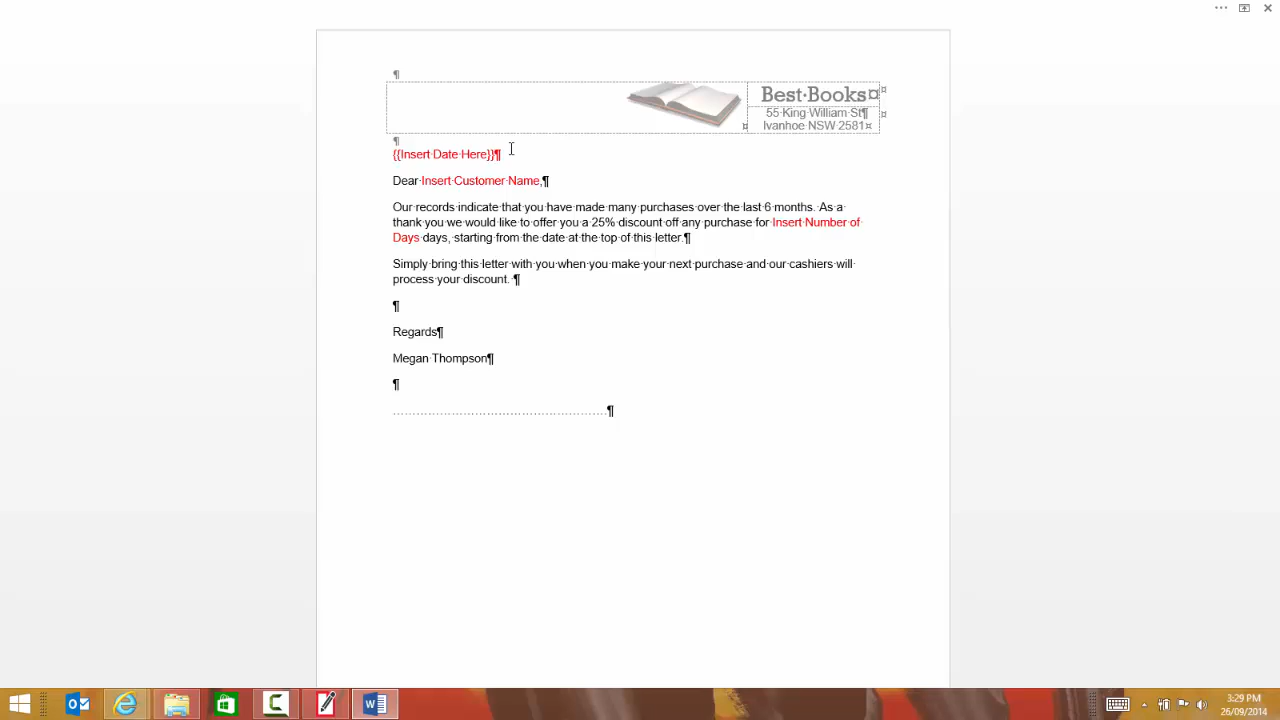 Best Books
55 King William St
Ivanhoe NSW 2581
{{Insert Date Here}}
Dear Insert Customer Name,
Our records indicate that you have made many purchases over the last 6 months. As a
thank you we would like to offer you a 25% discount off any purchase for Insert Number of
Days days, starting from the date at the top of this letter.
Simply bring this letter with you when you make your next purchase and our cashiers will
process your discount.
Regards
Megan Thompson
......................................................
3:29 PM
26/09/2014